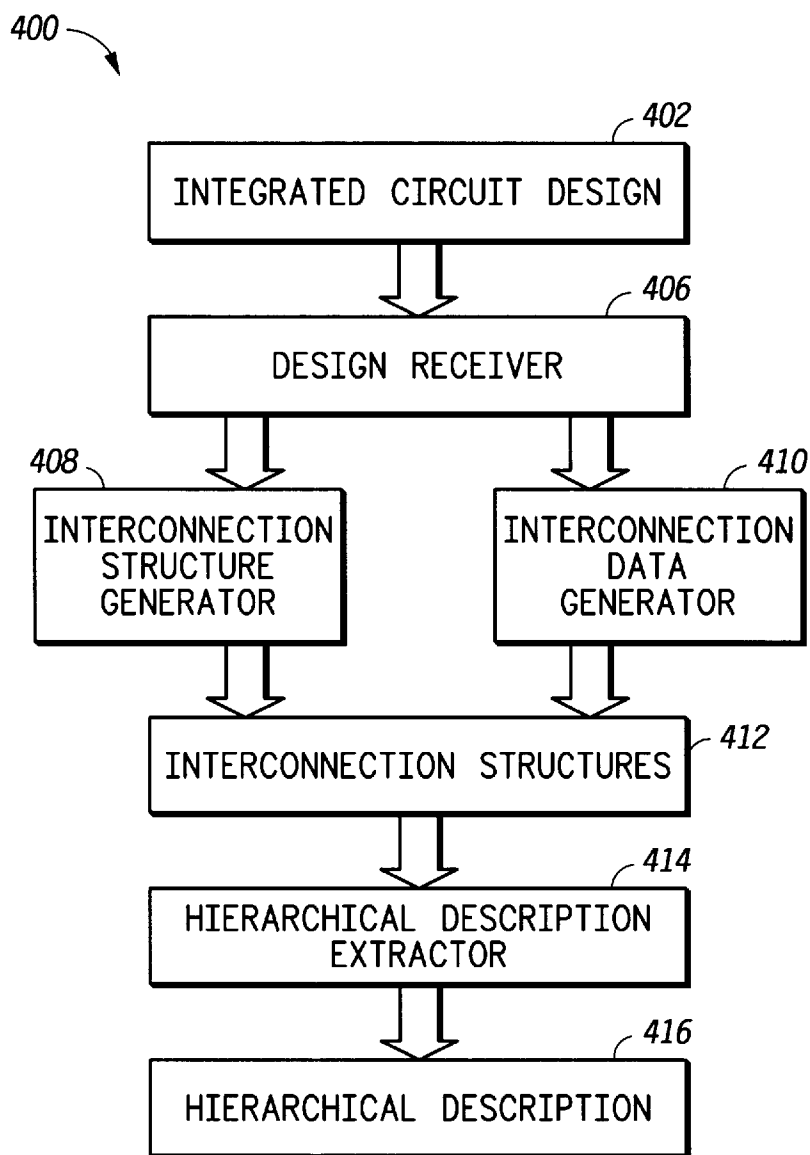 400
402
INTEGRATED CIRCUIT DESIGN
406
DESIGN RECEIVER
408
INTERCONNECTION
STRUCTURE
GENERATOR
410
INTERCONNECTION
DATA
GENERATOR
412
INTERCONNECTION STRUCTURES
414
HIERARCHICAL DESCRIPTION
EXTRACTOR
416
HIERARCHICAL DESCRIPTION